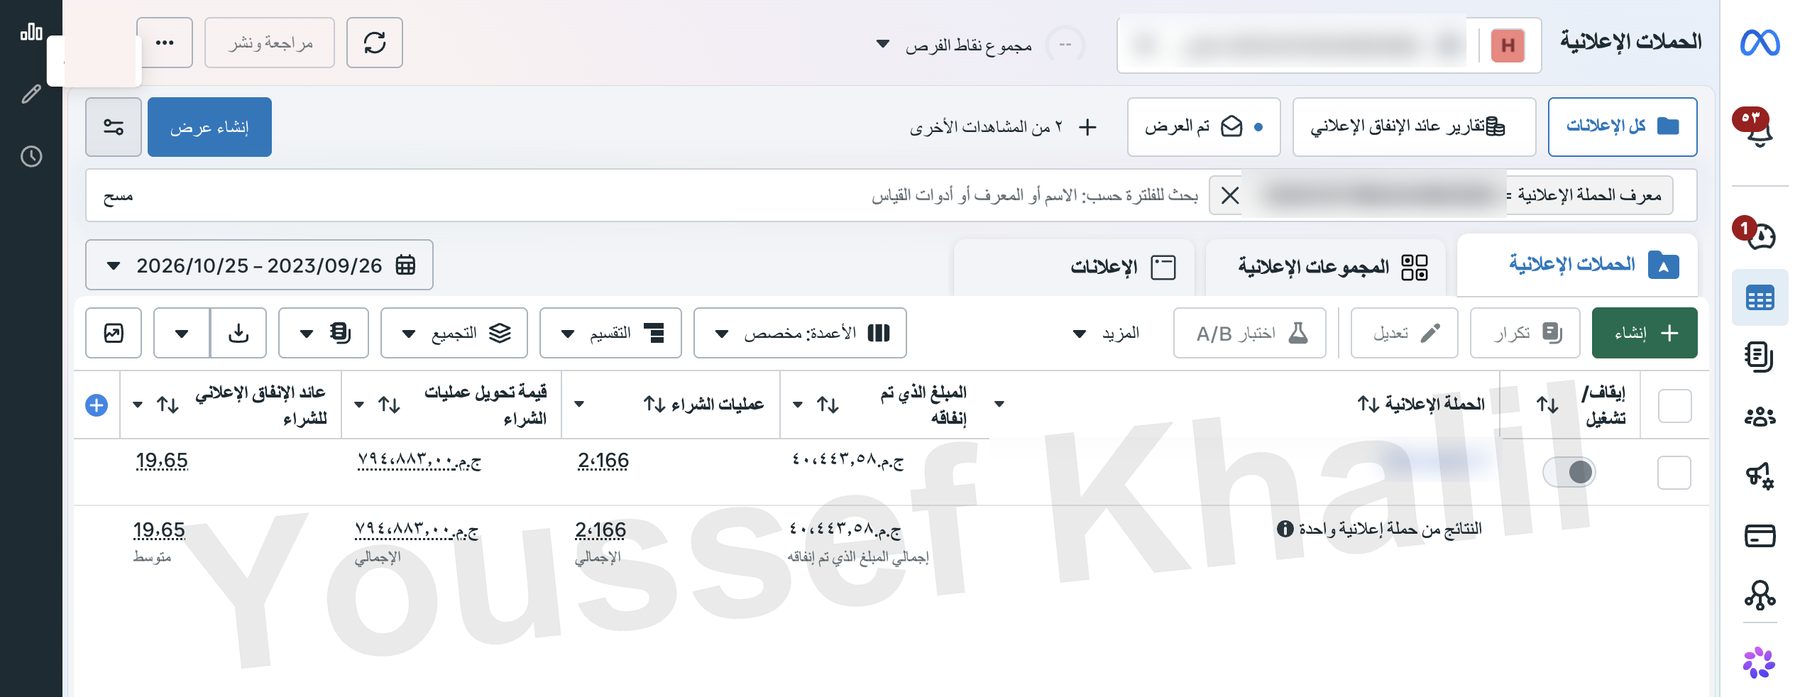 الحملات الإعلانية
H
--
مجموع نقاط الفرص
مراجعة ونشر
كل الإعلانات
تقارير عائد الإنفاق الإعلاني
تم العرض
+ ٢ من المشاهدات الأخرى
إنشاء عرض
٥٣
معرف الحملة الإعلانية =
بحث للفلترة حسب: الاسم أو المعرف أو أدوات القياس
مسح
1
الحملات الإعلانية
المجموعات الإعلانية
الإعلانات
2026/10/25 – 2023/09/26
+ إنشاء
تكرار
تعديل
اختبار A/B
المزيد
الأعمدة: مخصص
التقسيم
التجميع
إيقاف/
تشغيل
الحملة الإعلانية
المبلغ الذي تم
إنفاقه
عمليات الشراء
قيمة تحويل عمليات
الشراء
عائد الإنفاق الإعلاني
للشراء
ج.م.٤٠،٤٤٣,٥٨
2،166
ج.م.٧٩٤،٨٨٣,٠٠
19,65
النتائج من حملة إعلانية واحدة
ج.م.٤٠،٤٤٣,٥٨
إجمالي المبلغ الذي تم إنفاقه
2،166
الإجمالي
ج.م.٧٩٤،٨٨٣,٠٠
الإجمالي
19,65
متوسط
Youssef Khalil